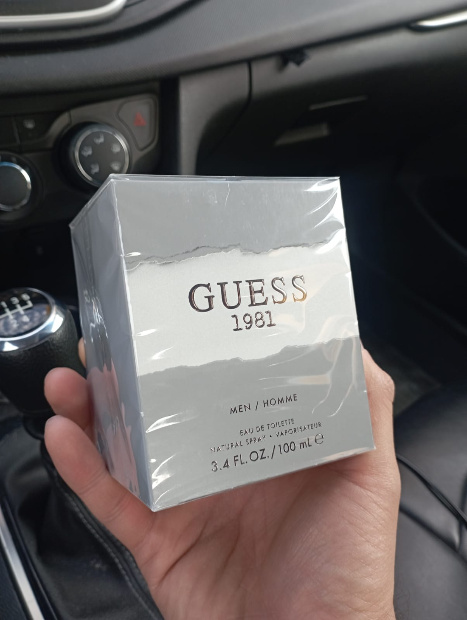 GUESS
1981
MEN / HOMME
EAU DE TOILETTE
NATURAL SPRAY • VAPORISATEUR
3.4 FL.OZ./100 mL ℮